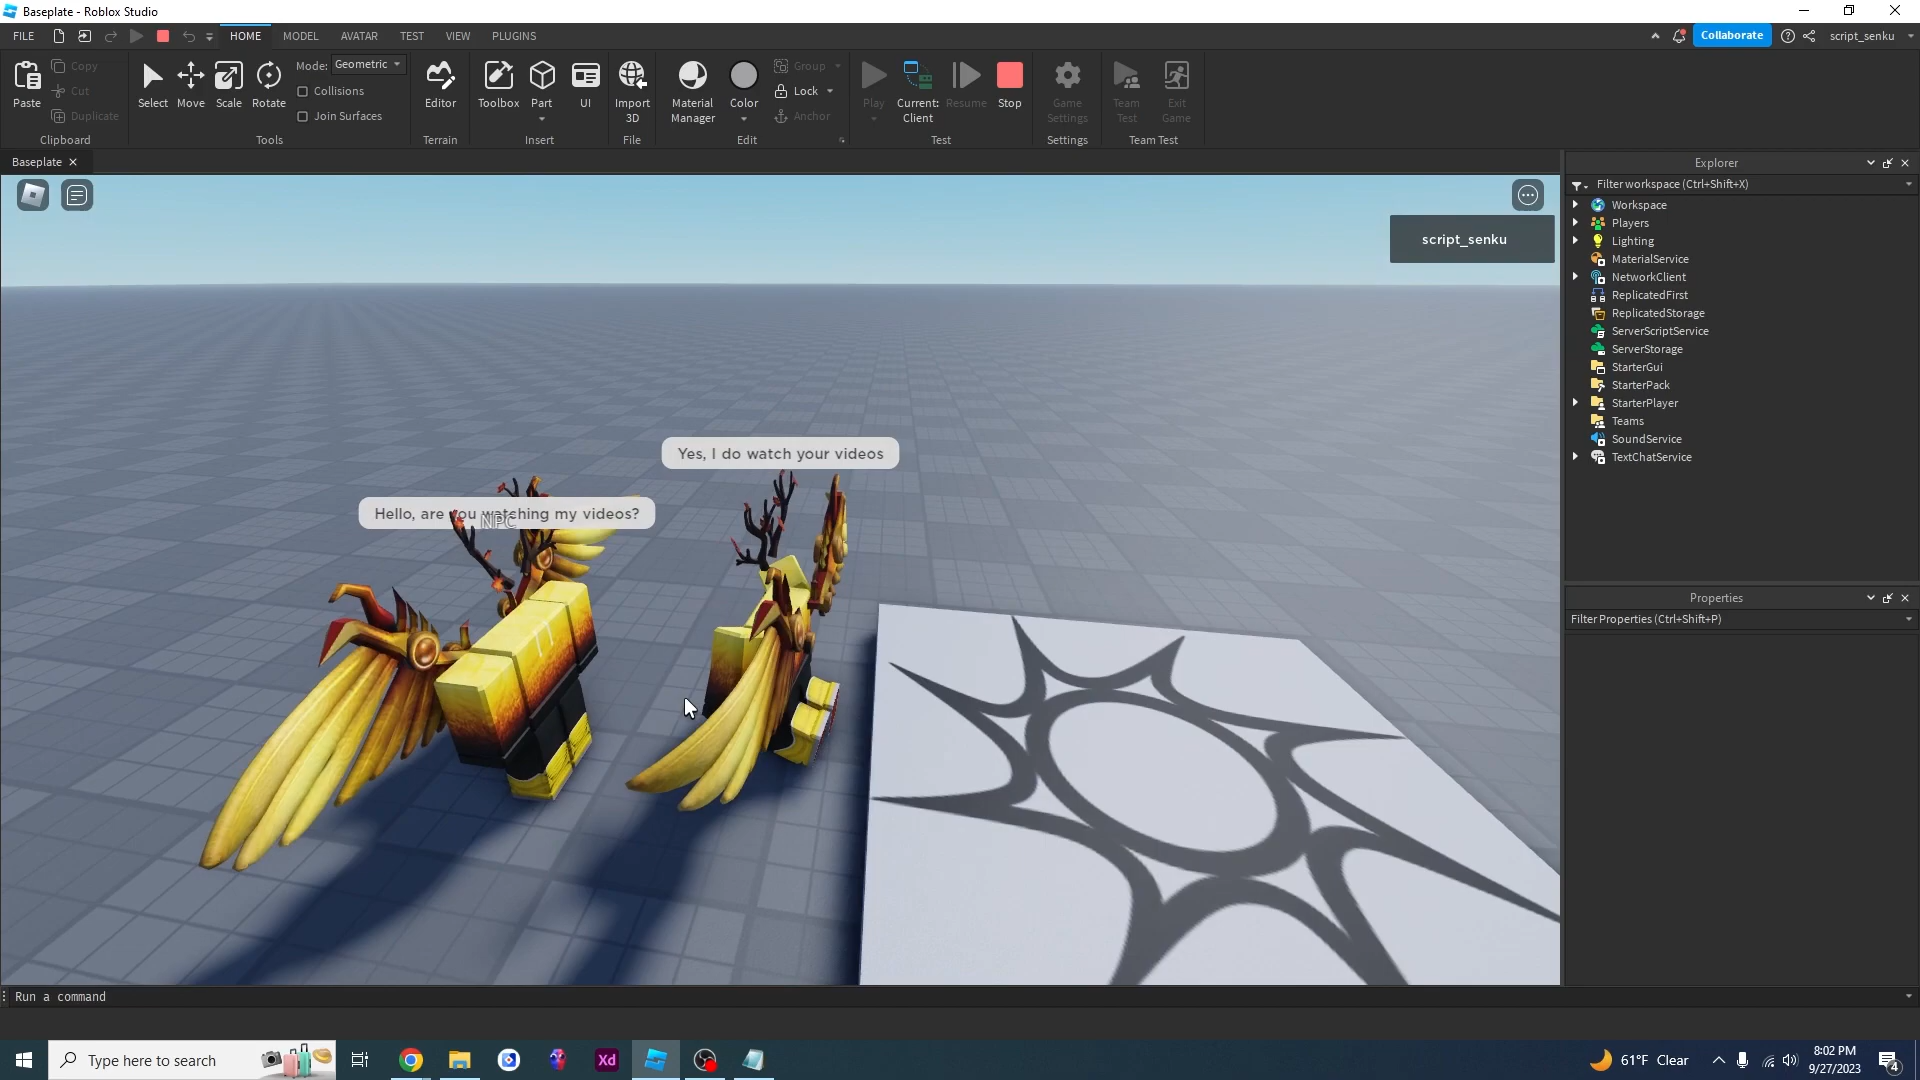 Baseplate - Roblox Studio
FILE
HOME
MODEL
AVATAR
TEST
VIEW
PLUGINS
Collaborate
script_senku
Paste
Copy
Cut
Duplicate
Clipboard
Select
Move
Scale
Rotate
Mode:
Geometric
Collisions
Join Surfaces
Tools
Editor
Terrain
Toolbox
Part
UI
Insert
Import
3D
File
Material
Manager
Color
Group
Lock
Anchor
Edit
Play
Current:
Client
Resume
Stop
Test
Game
Settings
Settings
Team
Test
Exit
Game
Team Test
Baseplate
script_senku
Yes, I do watch your videos
Hello, are you watching my videos?
NPC
Explorer
Filter workspace (Ctrl+Shift+X)
Workspace
Players
Lighting
MaterialService
NetworkClient
ReplicatedFirst
ReplicatedStorage
ServerScriptService
ServerStorage
StarterGui
StarterPack
StarterPlayer
Teams
SoundService
TextChatService
Properties
Filter Properties (Ctrl+Shift+P)
Run a command
Type here to search
Xd
61°F Clear
8:02 PM
9/27/2023
4